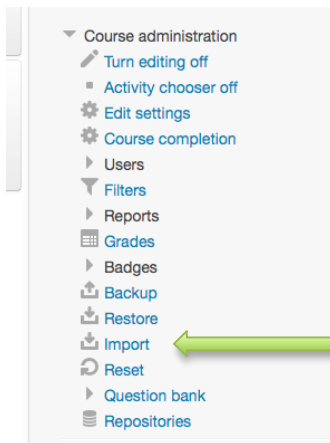 Course administration
Turn editing off
Activity chooser off
Edit settings
Course completion
Users
Filters
Reports
Grades
Badges
Backup
Restore
Import
Reset
Question bank
Repositories